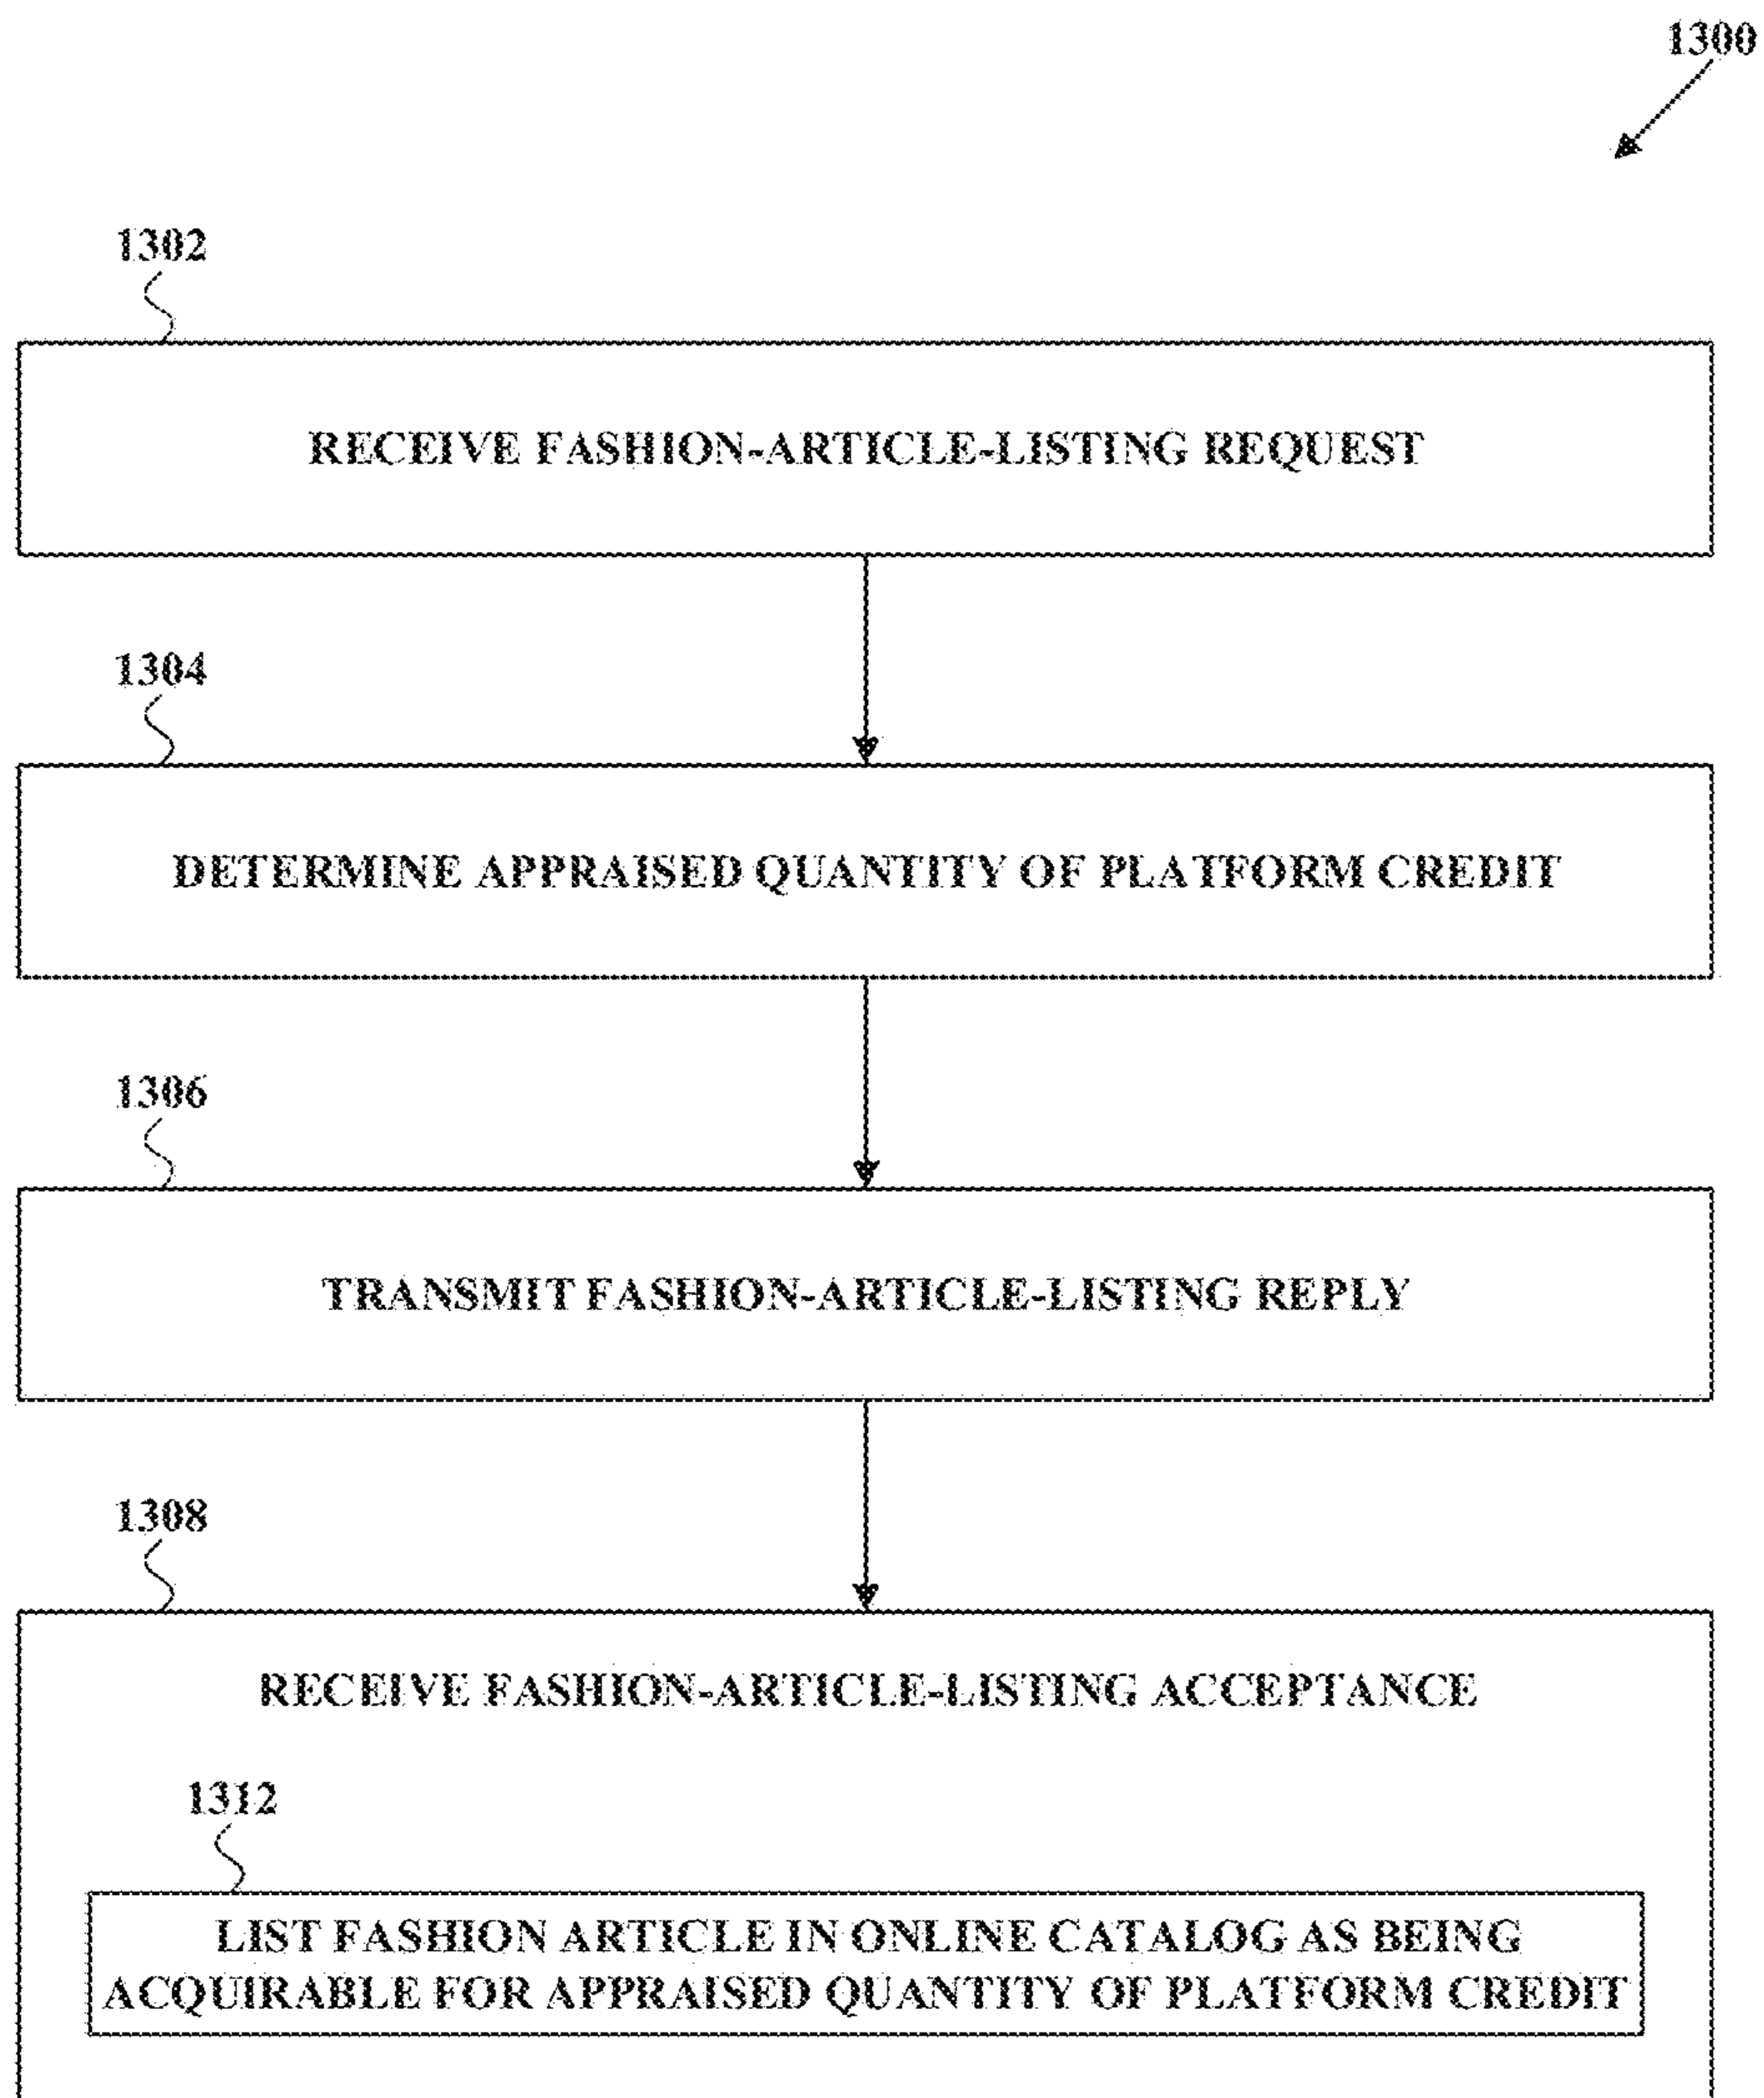 1300
1302
RECEIVE FASHION-ARTICLE-LISTING REQUEST
1304
DETERMINE APPRAISED QUANTITY OF PLATFORM CREDIT
1306
TRANSMIT FASHION-ARTICLE-LISTING REPLY
1308
RECEIVE FASHION-ARTICLE-LISTING ACCEPTANCE
1312
LIST FASHION ARTICLE IN ONLINE CATALOG AS BEING
ACQUIRABLE FOR APPRAISED QUANTITY OF PLATFORM CREDIT